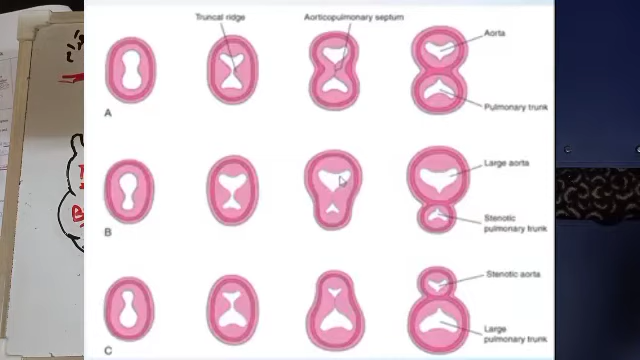 Truncal ridge
Aorticopulmonary septum
Aorta
Pulmonary trunk
A
Large aorta
Stenotic
pulmonary trunk
B
Stenotic aorta
Large
pulmonary trunk
C